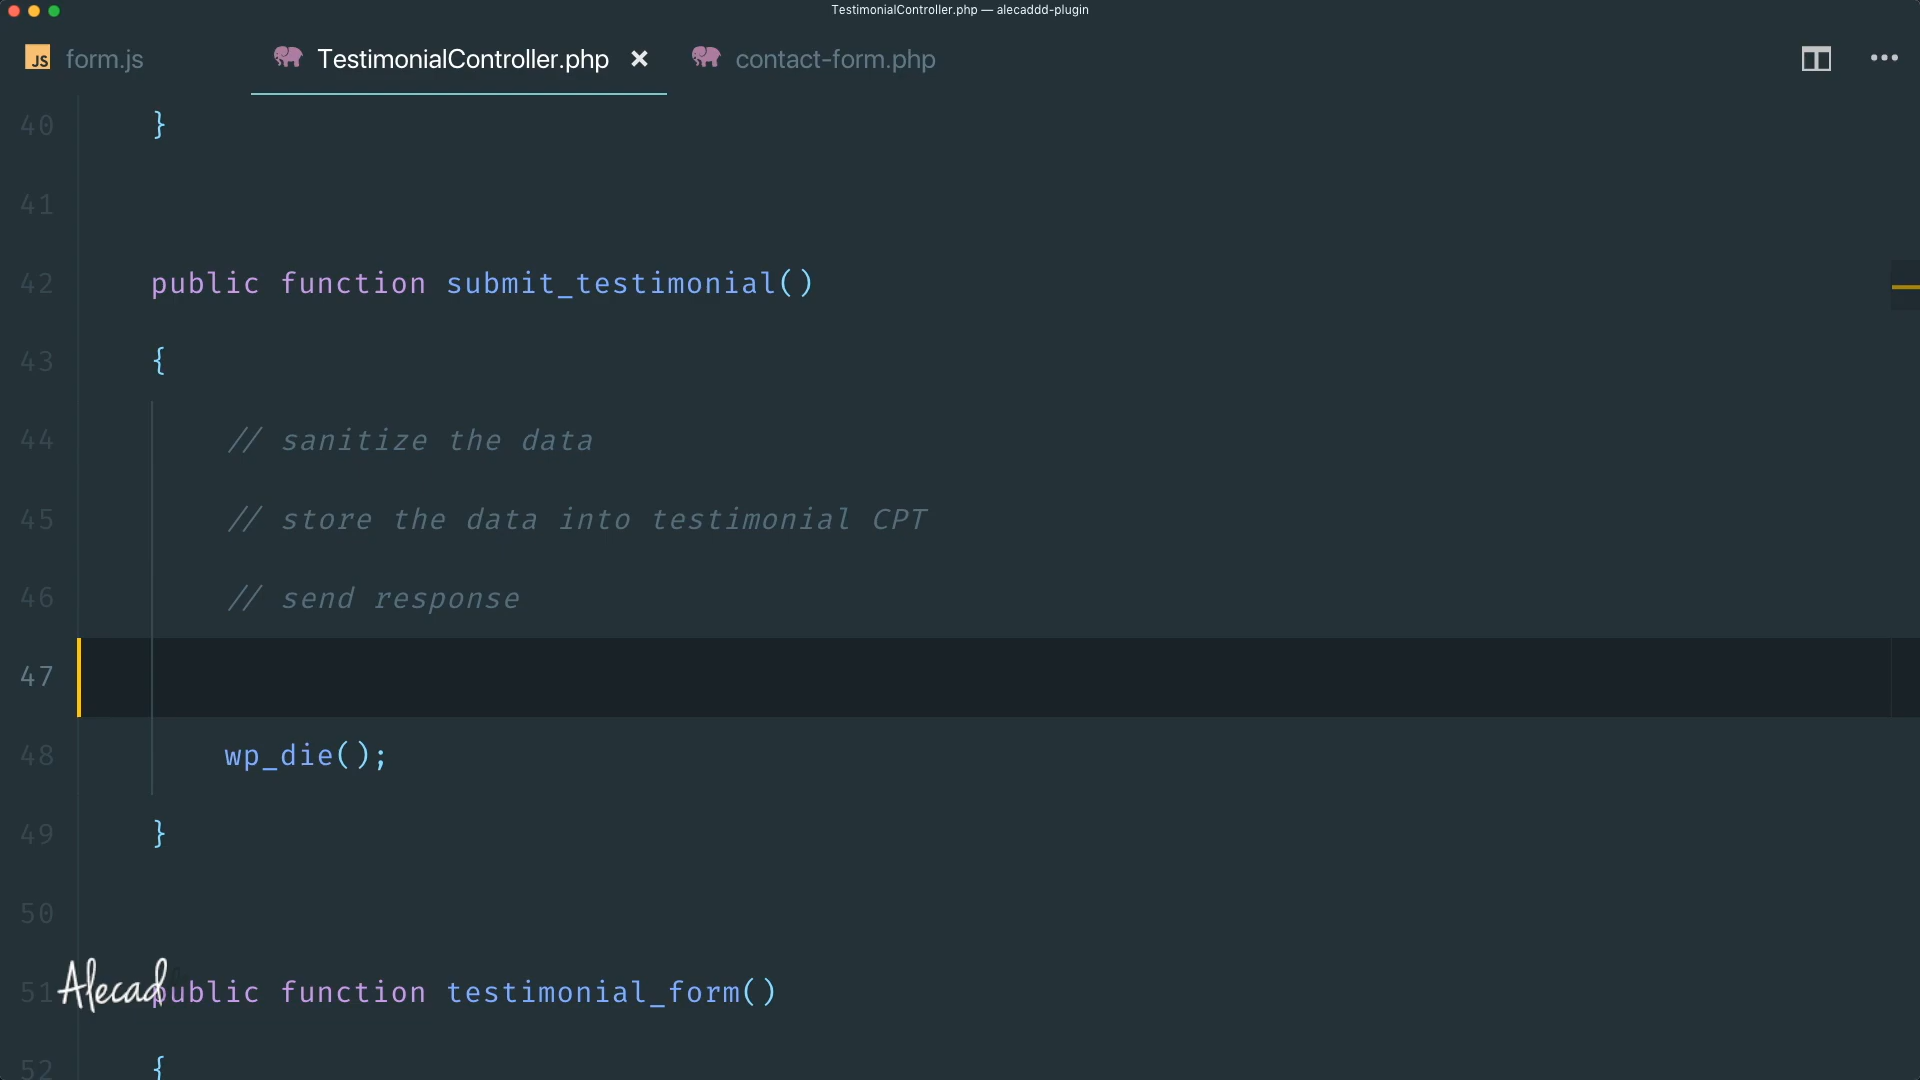 TestimonialController.php — alecaddd-plugin
JS form.js TestimonialController.php × contact-form.php
40 }
41
42 public function submit_testimonial()
43 {
44 // sanitize the data
45 // store the data into testimonial CPT
46 // send response
47
48 wp_die();
49 }
50
51 public function testimonial_form()
Alecad
52 {